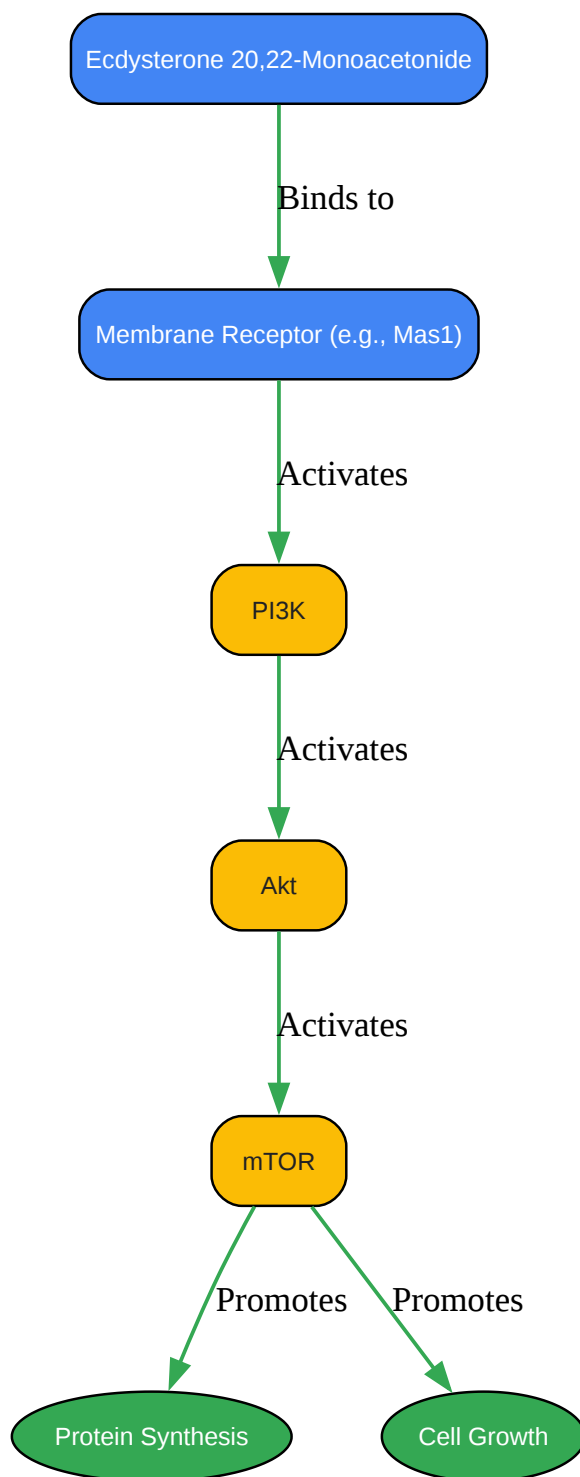 Ecdysterone 20,22-Monoacetonide
Binds to
Membrane Receptor (e.g., Mas1)
Activates
PI3K
Activates
Akt
Activates
mTOR
Promotes
Promotes
Protein Synthesis
Cell Growth